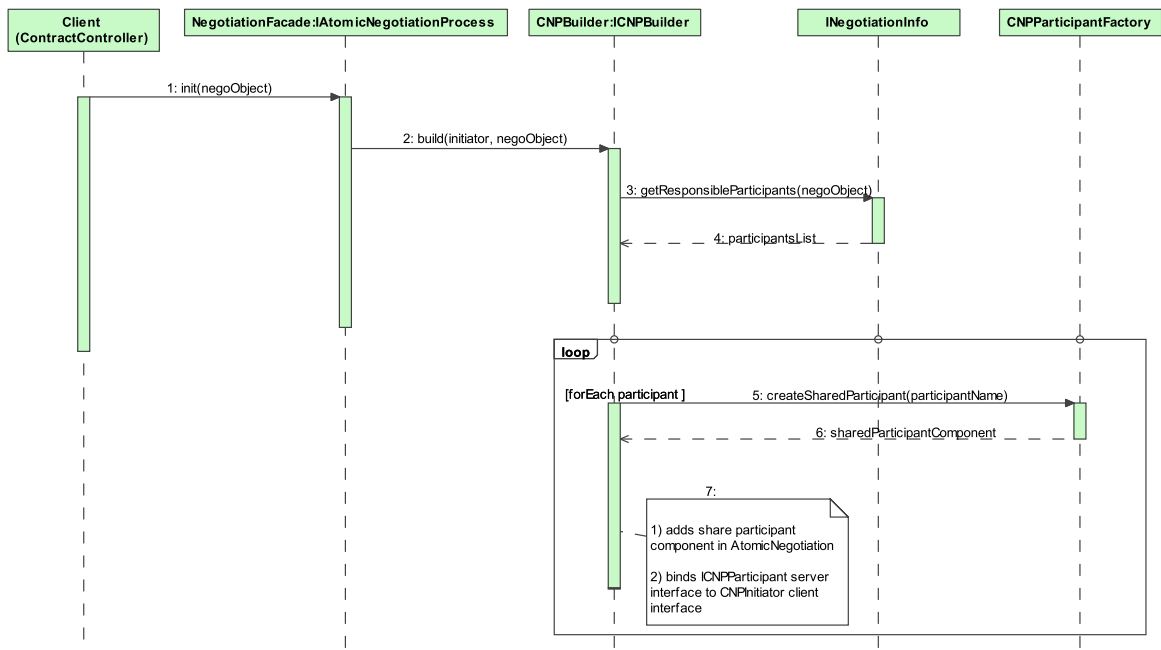 Client
(ContractController)
NegotiationFacade:IAtomicNegotiationProcess
CNPBuilder:ICNPBuilder
INegotiationInfo
CNPParticipantFactory
1: init(negoObject)
2: build(initiator, negoObject)
3: getResponsibleParticipants(negoObject)
4: participantsList
loop
[forEach participant ]
5: createSharedParticipant(participantName)
6: sharedParticipantComponent
7:
1) adds share participant
component in AtomicNegotiation
2) binds ICNPParticipant server
interface to CNPInitiator client
interface